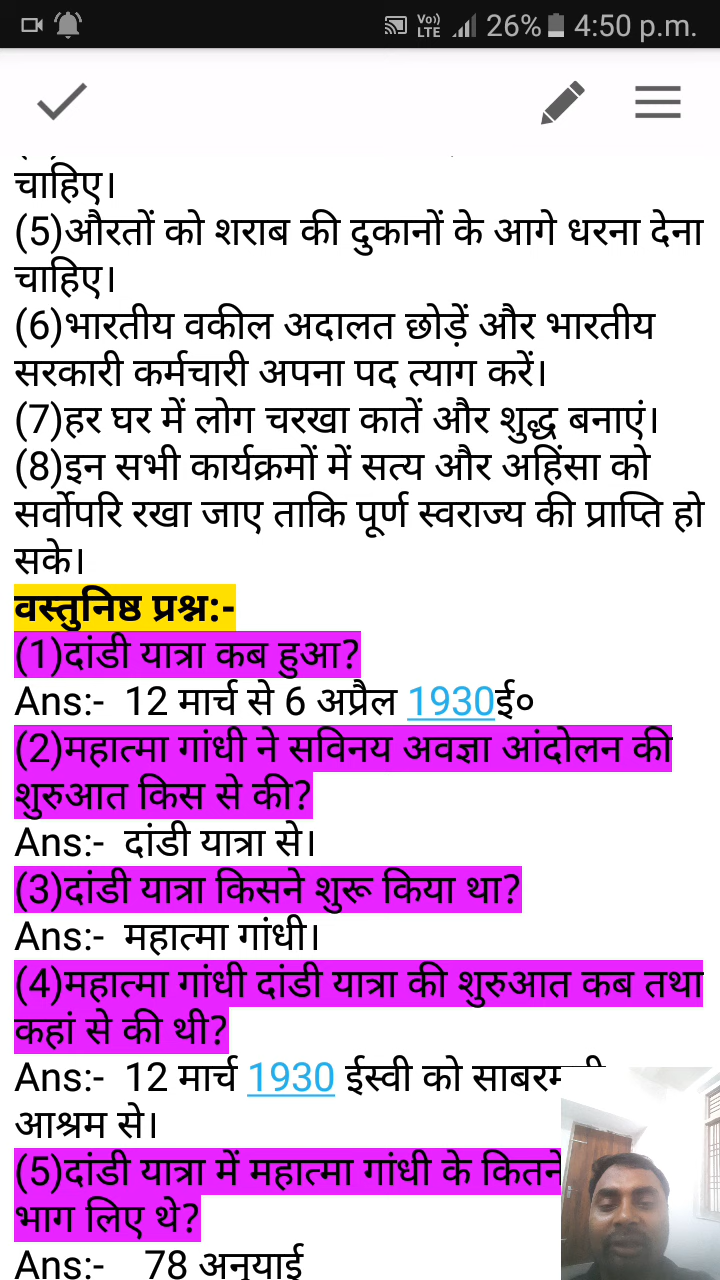 Vo))
LTE
26%
4:50 p.m.
चाहिए।
(5)औरतों को शराब की दुकानों के आगे धरना देना
चाहिए।
(6)भारतीय वकील अदालत छोड़ें और भारतीय
सरकारी कर्मचारी अपना पद त्याग करें।
(7)हर घर में लोग चरखा कातें और शुद्ध बनाएं।
(8)इन सभी कार्यक्रमों में सत्य और अहिंसा को
सर्वोपरि रखा जाए ताकि पूर्ण स्वराज्य की प्राप्ति हो
सके।
वस्तुनिष्ठ प्रश्न:-
(1)दांडी यात्रा कब हुआ?
Ans:- 12 मार्च से 6 अप्रैल 1930ई०
(2)महात्मा गांधी ने सविनय अवज्ञा आंदोलन की
शुरुआत किस से की?
Ans:- दांडी यात्रा से।
(3)दांडी यात्रा किसने शुरू किया था?
Ans:- महात्मा गांधी।
(4)महात्मा गांधी दांडी यात्रा की शुरुआत कब तथा
कहां से की थी?
Ans:- 12 मार्च 1930 ईस्वी को
आश्रम से।
(5)दांडी यात्रा में महात्मा गांधी के कितने
भाग लिए थे?
Ans:- 78 अनुयाई